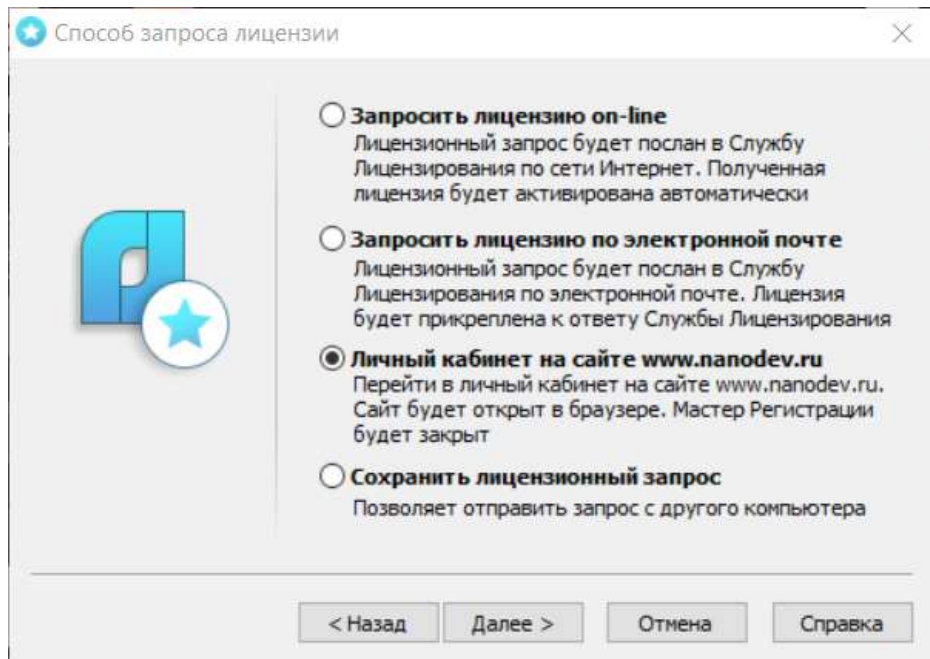 Способ запроса лицензии
Запросить лицензию on-line
Лицензионный запрос будет послан в Службу
Лицензирования по сети Интернет. Полученная
лицензия будет активирована автоматически
Запросить лицензию по электронной почте
Лицензионный запрос будет послан в Службу
Лицензирования по электронной почте. Лицензия
будет прикреплена к ответу Службы Лицензирования
Личный кабинет на сайте www.nanodev.ru
Перейти в личный кабинет на сайте www.nanodev.ru.
Сайт будет открыт в браузере. Мастер Регистрации
будет закрыт
Сохранить лицензионный запрос
Позволяет отправить запрос с другого компьютера
< Назад Далее > Отмена Справка